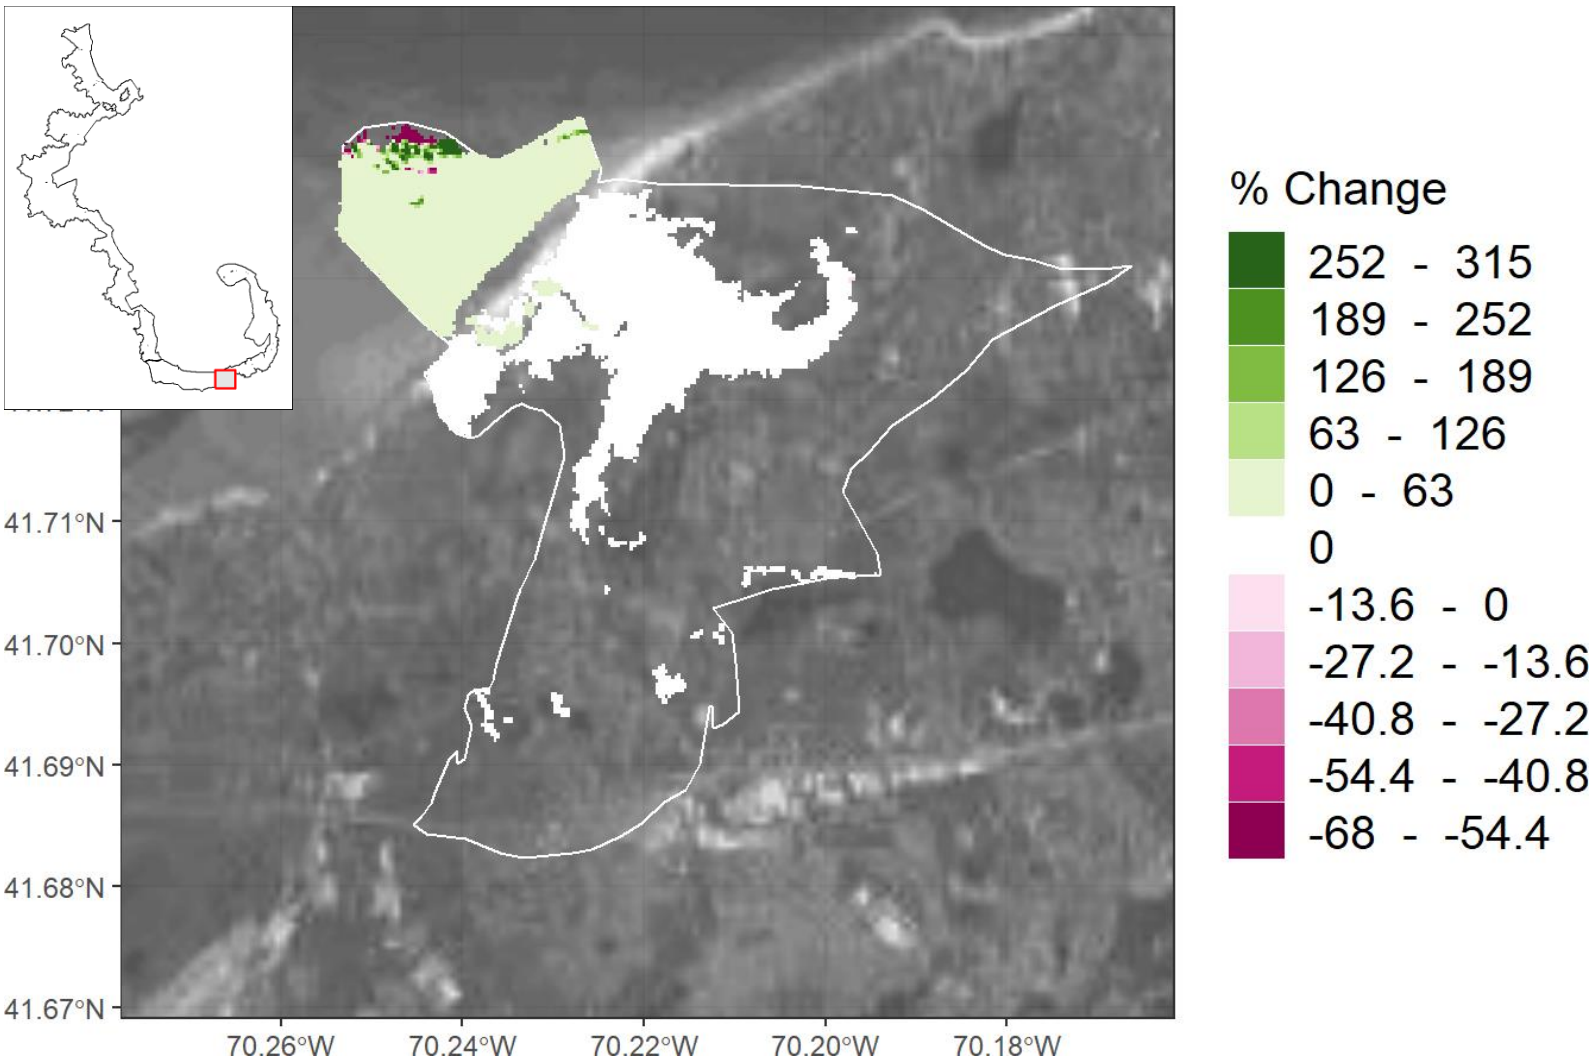 % Change
252 - 315
189 - 252
126 - 189
63 - 126
0 - 63
0
-13.6 - 0
-27.2 - -13.6
-40.8 - -27.2
-54.4 - -40.8
-68 - -54.4
41.71°N
41.70°N
41.69°N
41.68°N
41.67°N
70.26°W 70.24°W 70.22°W 70.20°W 70.18°W